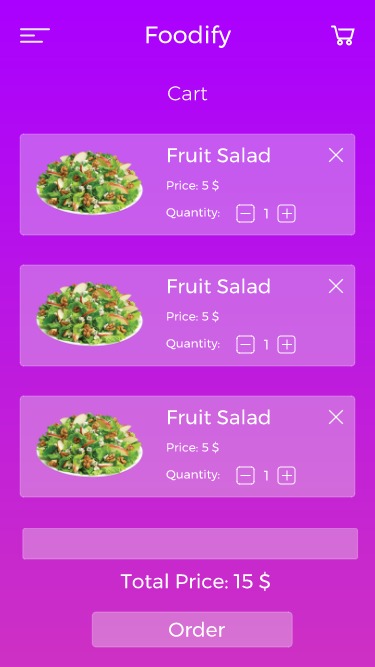 Foodify
Cart
Fruit Salad
Price: 5 $
Quantity: 1
Fruit Salad
Price: 5 $
Quantity: 1
Fruit Salad
Price: 5 $
Quantity: 1
Total Price: 15 $
Order